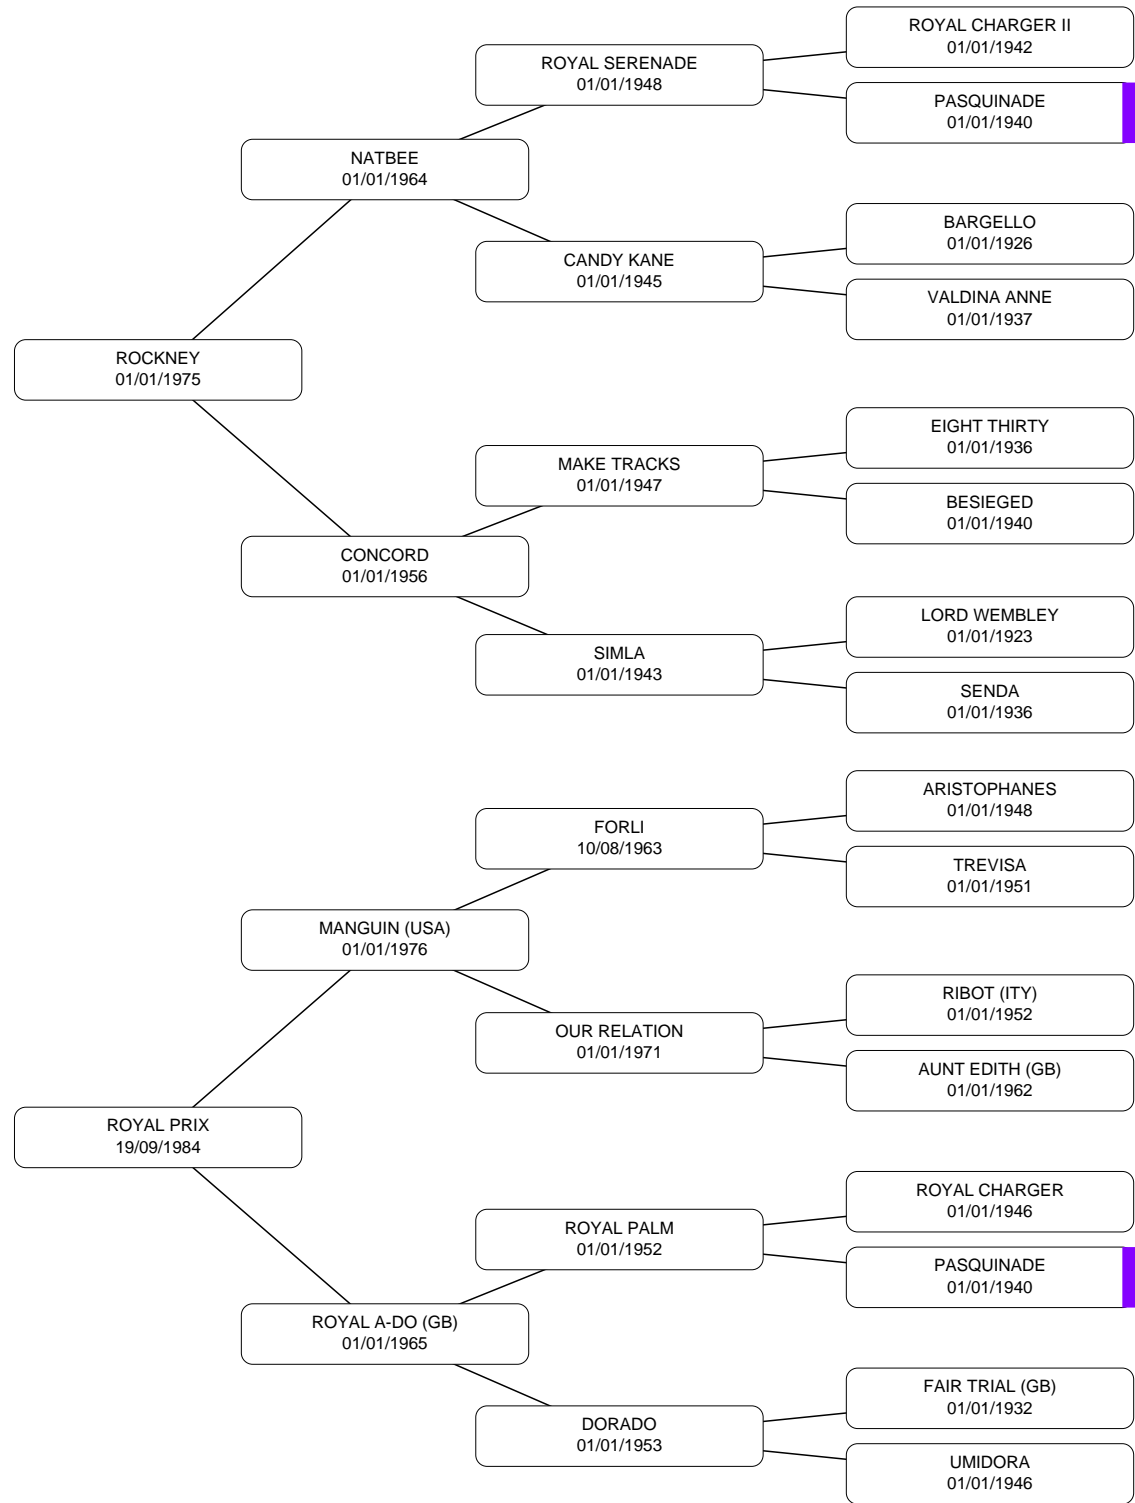 ROYAL CHARGER II
01/01/1942
ROYAL SERENADE
01/01/1948
PASQUINADE
01/01/1940
NATBEE
01/01/1964
BARGELLO
01/01/1926
CANDY KANE
01/01/1945
VALDINA ANNE
01/01/1937
ROCKNEY
01/01/1975
EIGHT THIRTY
01/01/1936
MAKE TRACKS
01/01/1947
BESIEGED
01/01/1940
CONCORD
01/01/1956
LORD WEMBLEY
01/01/1923
SIMLA
01/01/1943
SENDA
01/01/1936
ARISTOPHANES
01/01/1948
FORLI
10/08/1963
TREVISA
01/01/1951
MANGUIN (USA)
01/01/1976
RIBOT (ITY)
01/01/1952
OUR RELATION
01/01/1971
AUNT EDITH (GB)
01/01/1962
ROYAL PRIX
19/09/1984
ROYAL CHARGER
01/01/1946
ROYAL PALM
01/01/1952
PASQUINADE
01/01/1940
ROYAL A-DO (GB)
01/01/1965
FAIR TRIAL (GB)
01/01/1932
DORADO
01/01/1953
UMIDORA
01/01/1946